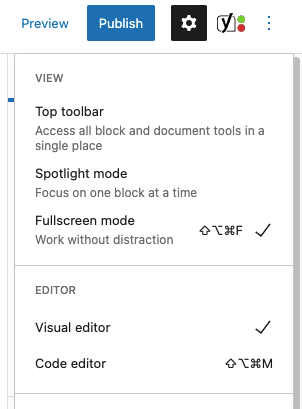 Preview Publish
VIEW
Top toolbar
Access all block and document tools in a
single place
Spotlight mode
Focus on one block at a time
Fullscreen mode ⇧⌥⌘F
Work without distraction
EDITOR
Visual editor
Code editor ⇧⌥⌘M